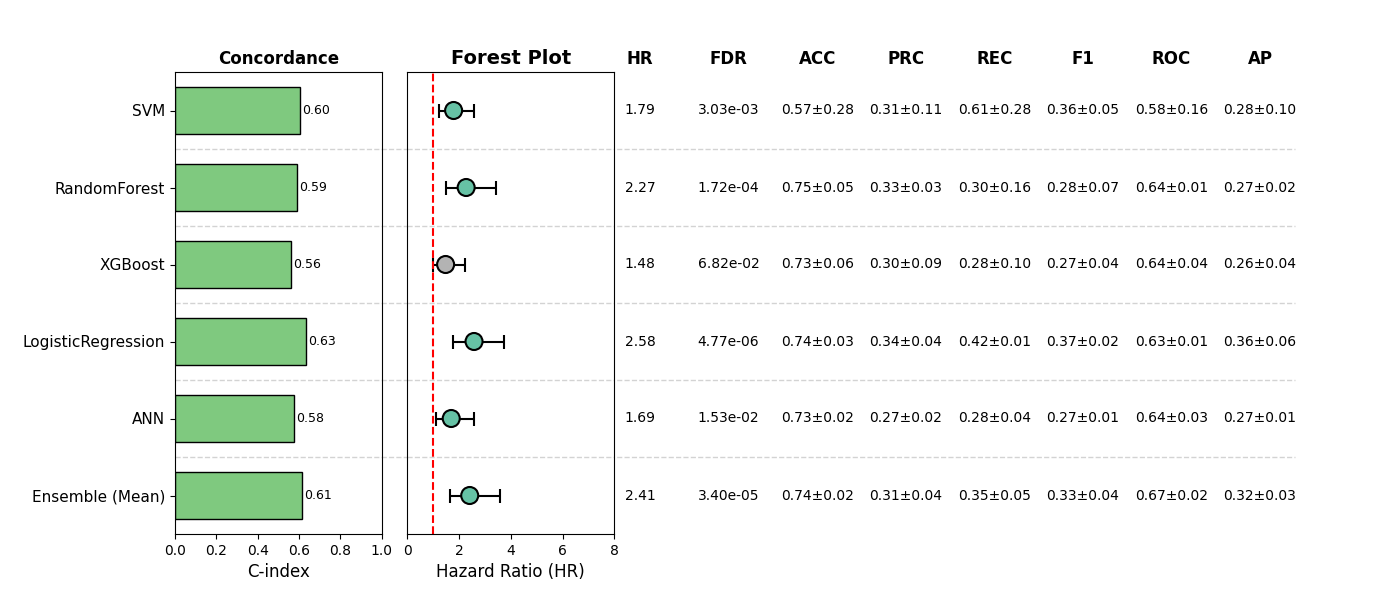 Concordance Forest Plot HR FDR ACC PRC REC F1 ROC AP
SVM 0.60 1.79 3.03e-03 0.57±0.28 0.31±0.11 0.61±0.28 0.36±0.05 0.58±0.16 0.28±0.10
RandomForest 0.59 2.27 1.72e-04 0.75±0.05 0.33±0.03 0.30±0.16 0.28±0.07 0.64±0.01 0.27±0.02
XGBoost 0.56 1.48 6.82e-02 0.73±0.06 0.30±0.09 0.28±0.10 0.27±0.04 0.64±0.04 0.26±0.04
LogisticRegression 0.63 2.58 4.77e-06 0.74±0.03 0.34±0.04 0.42±0.01 0.37±0.02 0.63±0.01 0.36±0.06
ANN 0.58 1.69 1.53e-02 0.73±0.02 0.27±0.02 0.28±0.04 0.27±0.01 0.64±0.03 0.27±0.01
Ensemble (Mean) 0.61 2.41 3.40e-05 0.74±0.02 0.31±0.04 0.35±0.05 0.33±0.04 0.67±0.02 0.32±0.03
0.0 0.2 0.4 0.6 0.8 1.0 0 2 4 6 8
C-index Hazard Ratio (HR)